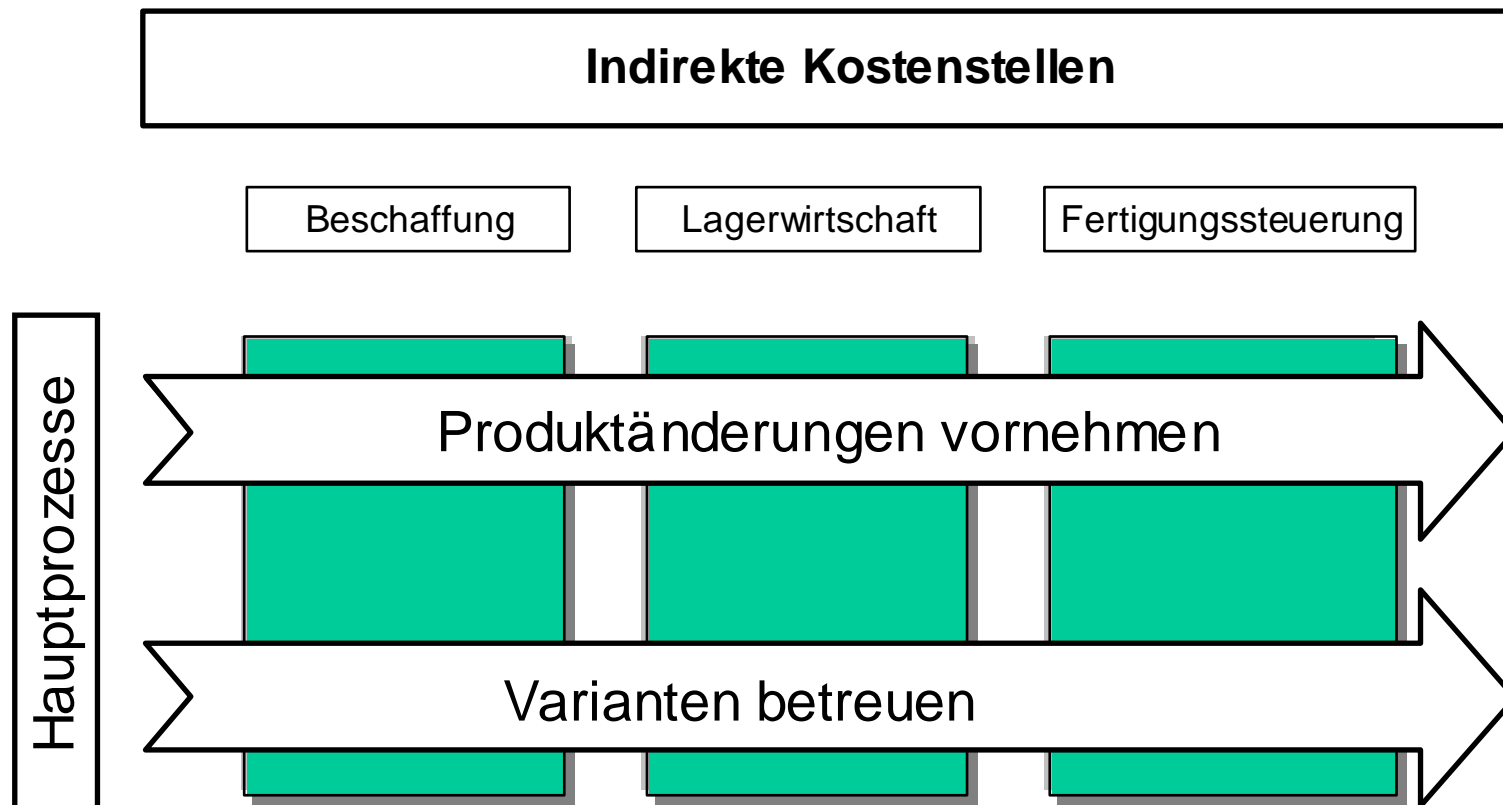 Indirekte Kostenstellen
Beschaffung
Lagerwirtschaft
Fertigungssteuerung
Hauptprozesse
Produktänderungen vornehmen
Varianten betreuen